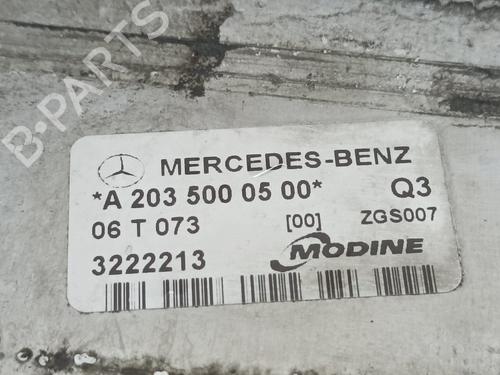 B-PARTS
MERCEDES-BENZ
*A 203 500 05 00* Q3
06 T 073 [00] ZGS007
3222213 MODINE